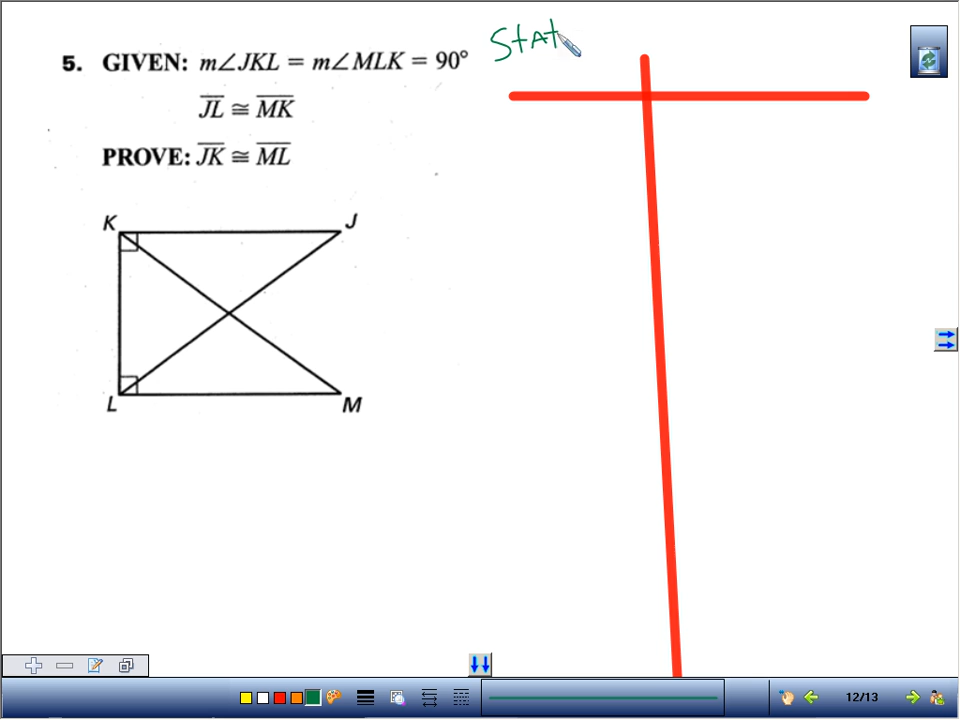 Stat
5. GIVEN: m∠JKL = m∠MLK = 90°
JL ≅ MK
PROVE: JK ≅ ML
K
J
L
M
12/13